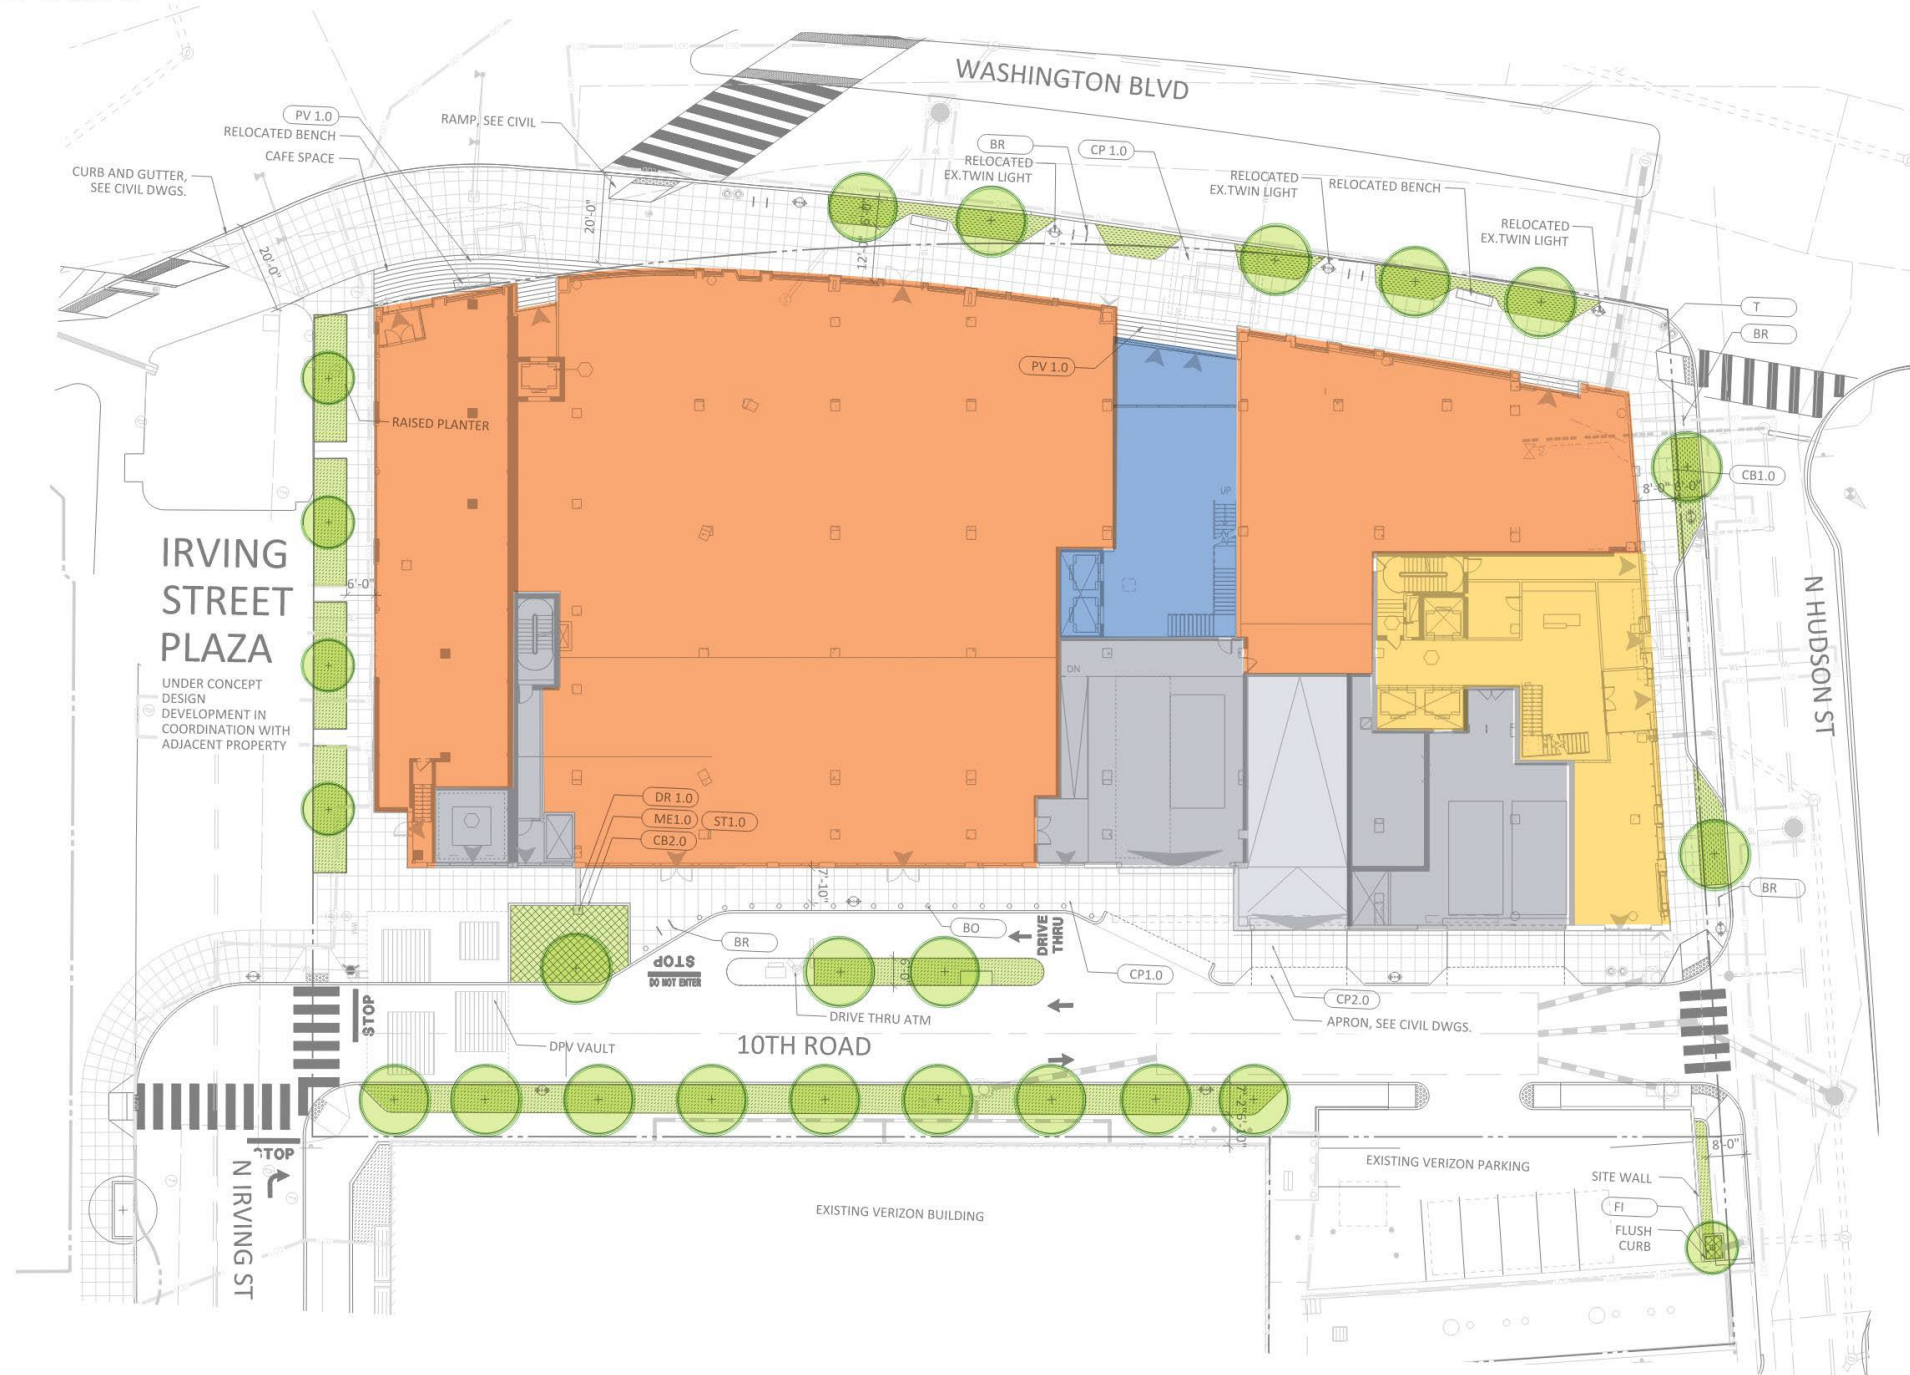 WASHINGTON BLVD
PV 1.0
RELOCATED BENCH
CAFE SPACE
CURB AND GUTTER,
SEE CIVIL DWGS.
RAMP, SEE CIVIL
BR
RELOCATED
EX.TWIN LIGHT
CP 1.0
RELOCATED
EX.TWIN LIGHT
RELOCATED BENCH
RELOCATED
EX.TWIN LIGHT
20'-0"
20'-0"
T
BR
PV 1.0
RAISED PLANTER
CB1.0
8'-0"
UP
IRVING
STREET
PLAZA
UNDER CONCEPT
DESIGN
DEVELOPMENT IN
COORDINATION WITH
ADJACENT PROPERTY
6'-0"
N HUDSON ST
DN
DR 1.0
ME1.0
ST1.0
CB2.0
7'-10"
BR
BR
BO
DRIVE
THRU
STOP
DO NOT ENTER
6'-0"
CP1.0
CP2.0
APRON, SEE CIVIL DWGS.
STOP
DRIVE THRU ATM
DPV VAULT
10TH ROAD
STOP
N IRVING ST
EXISTING VERIZON PARKING
8'-0"
SITE WALL
FI
FLUSH
CURB
EXISTING VERIZON BUILDING